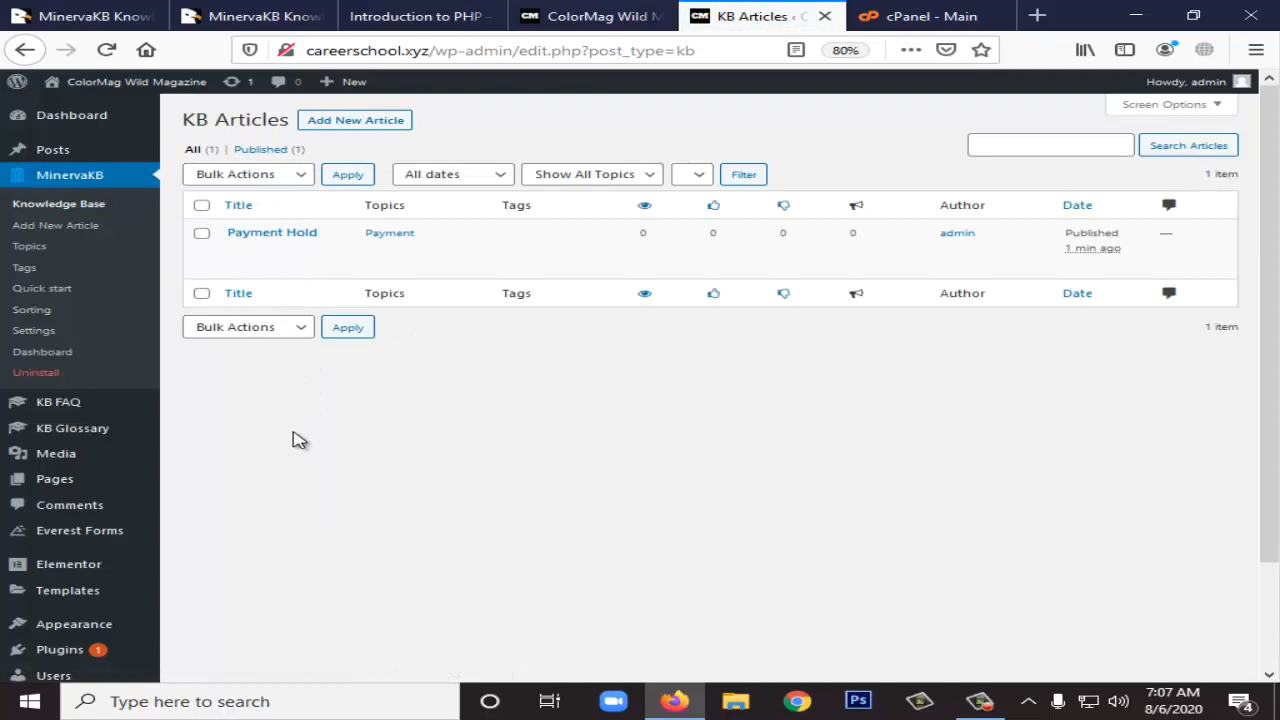 MinervaKB Know
MinervaKB Know
Introduction to PHP -
CM ColorMag Wild M
CM KB Articles ‹ C
cP cPanel - Main
careerschool.xyz/wp-admin/edit.php?post_type=kb
80%
ColorMag Wild Magazine
1
0
New
Howdy, admin
Dashboard
Posts
MinervaKB
Knowledge Base
Add New Article
Topics
Tags
Quick start
Sorting
Settings
Dashboard
Uninstall
KB FAQ
KB Glossary
Media
Pages
Comments
Everest Forms
Elementor
Templates
Appearance
Plugins 1
Users
Screen Options
KB Articles
Add New Article
All (1) | Published (1)
Search Articles
Bulk Actions
Apply
All dates
Show All Topics
Filter
1 item
Title Topics Tags Author Date
Payment Hold Payment 0 0 0 0 admin Published —
1 min ago
Title Topics Tags Author Date
Bulk Actions
Apply
1 item
Type here to search
Ps
7:07 AM
8/6/2020
4